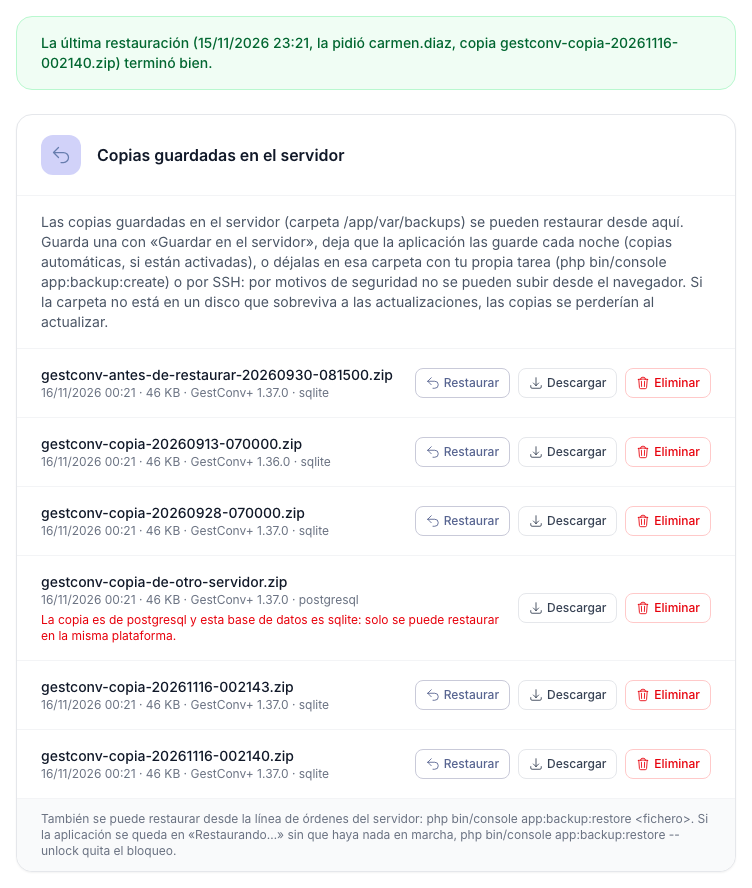 La última restauración (15/11/2026 23:21, la pidió carmen.diaz, copia gestconv-copia-20261116-
002140.zip) terminó bien.
Copias guardadas en el servidor
Las copias guardadas en el servidor (carpeta /app/var/backups) se pueden restaurar desde aquí.
Guarda una con «Guardar en el servidor», deja que la aplicación las guarde cada noche (copias
automáticas, si están activadas), o déjalas en esa carpeta con tu propia tarea (php bin/console
app:backup:create) o por SSH: por motivos de seguridad no se pueden subir desde el navegador. Si
la carpeta no está en un disco que sobreviva a las actualizaciones, las copias se perderían al
actualizar.
gestconv-antes-de-restaurar-20260930-081500.zip
16/11/2026 00:21 · 46 KB · GestConv+ 1.37.0 · sqlite
Restaurar Descargar Eliminar
gestconv-copia-20260913-070000.zip
16/11/2026 00:21 · 46 KB · GestConv+ 1.36.0 · sqlite
Restaurar Descargar Eliminar
gestconv-copia-20260928-070000.zip
16/11/2026 00:21 · 46 KB · GestConv+ 1.37.0 · sqlite
Restaurar Descargar Eliminar
gestconv-copia-de-otro-servidor.zip
16/11/2026 00:21 · 46 KB · GestConv+ 1.37.0 · postgresql
La copia es de postgresql y esta base de datos es sqlite: solo se puede restaurar
en la misma plataforma.
Descargar Eliminar
gestconv-copia-20261116-002143.zip
16/11/2026 00:21 · 46 KB · GestConv+ 1.37.0 · sqlite
Restaurar Descargar Eliminar
gestconv-copia-20261116-002140.zip
16/11/2026 00:21 · 46 KB · GestConv+ 1.37.0 · sqlite
Restaurar Descargar Eliminar
También se puede restaurar desde la línea de órdenes del servidor: php bin/console app:backup:restore <fichero>. Si
la aplicación se queda en «Restaurando…» sin que haya nada en marcha, php bin/console app:backup:restore --
unlock quita el bloqueo.